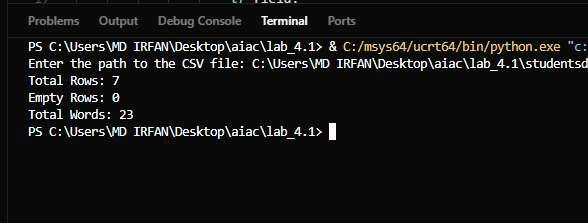 Problems Output Debug Console Terminal Ports
PS C:\Users\MD IRFAN\Desktop\aiac\lab_4.1> & C:/msys64/ucrt64/bin/python.exe "c:
Enter the path to the CSV file: C:\Users\MD IRFAN\Desktop\aiac\lab_4.1\studentsd
Total Rows: 7
Empty Rows: 0
Total Words: 23
PS C:\Users\MD IRFAN\Desktop\aiac\lab_4.1>